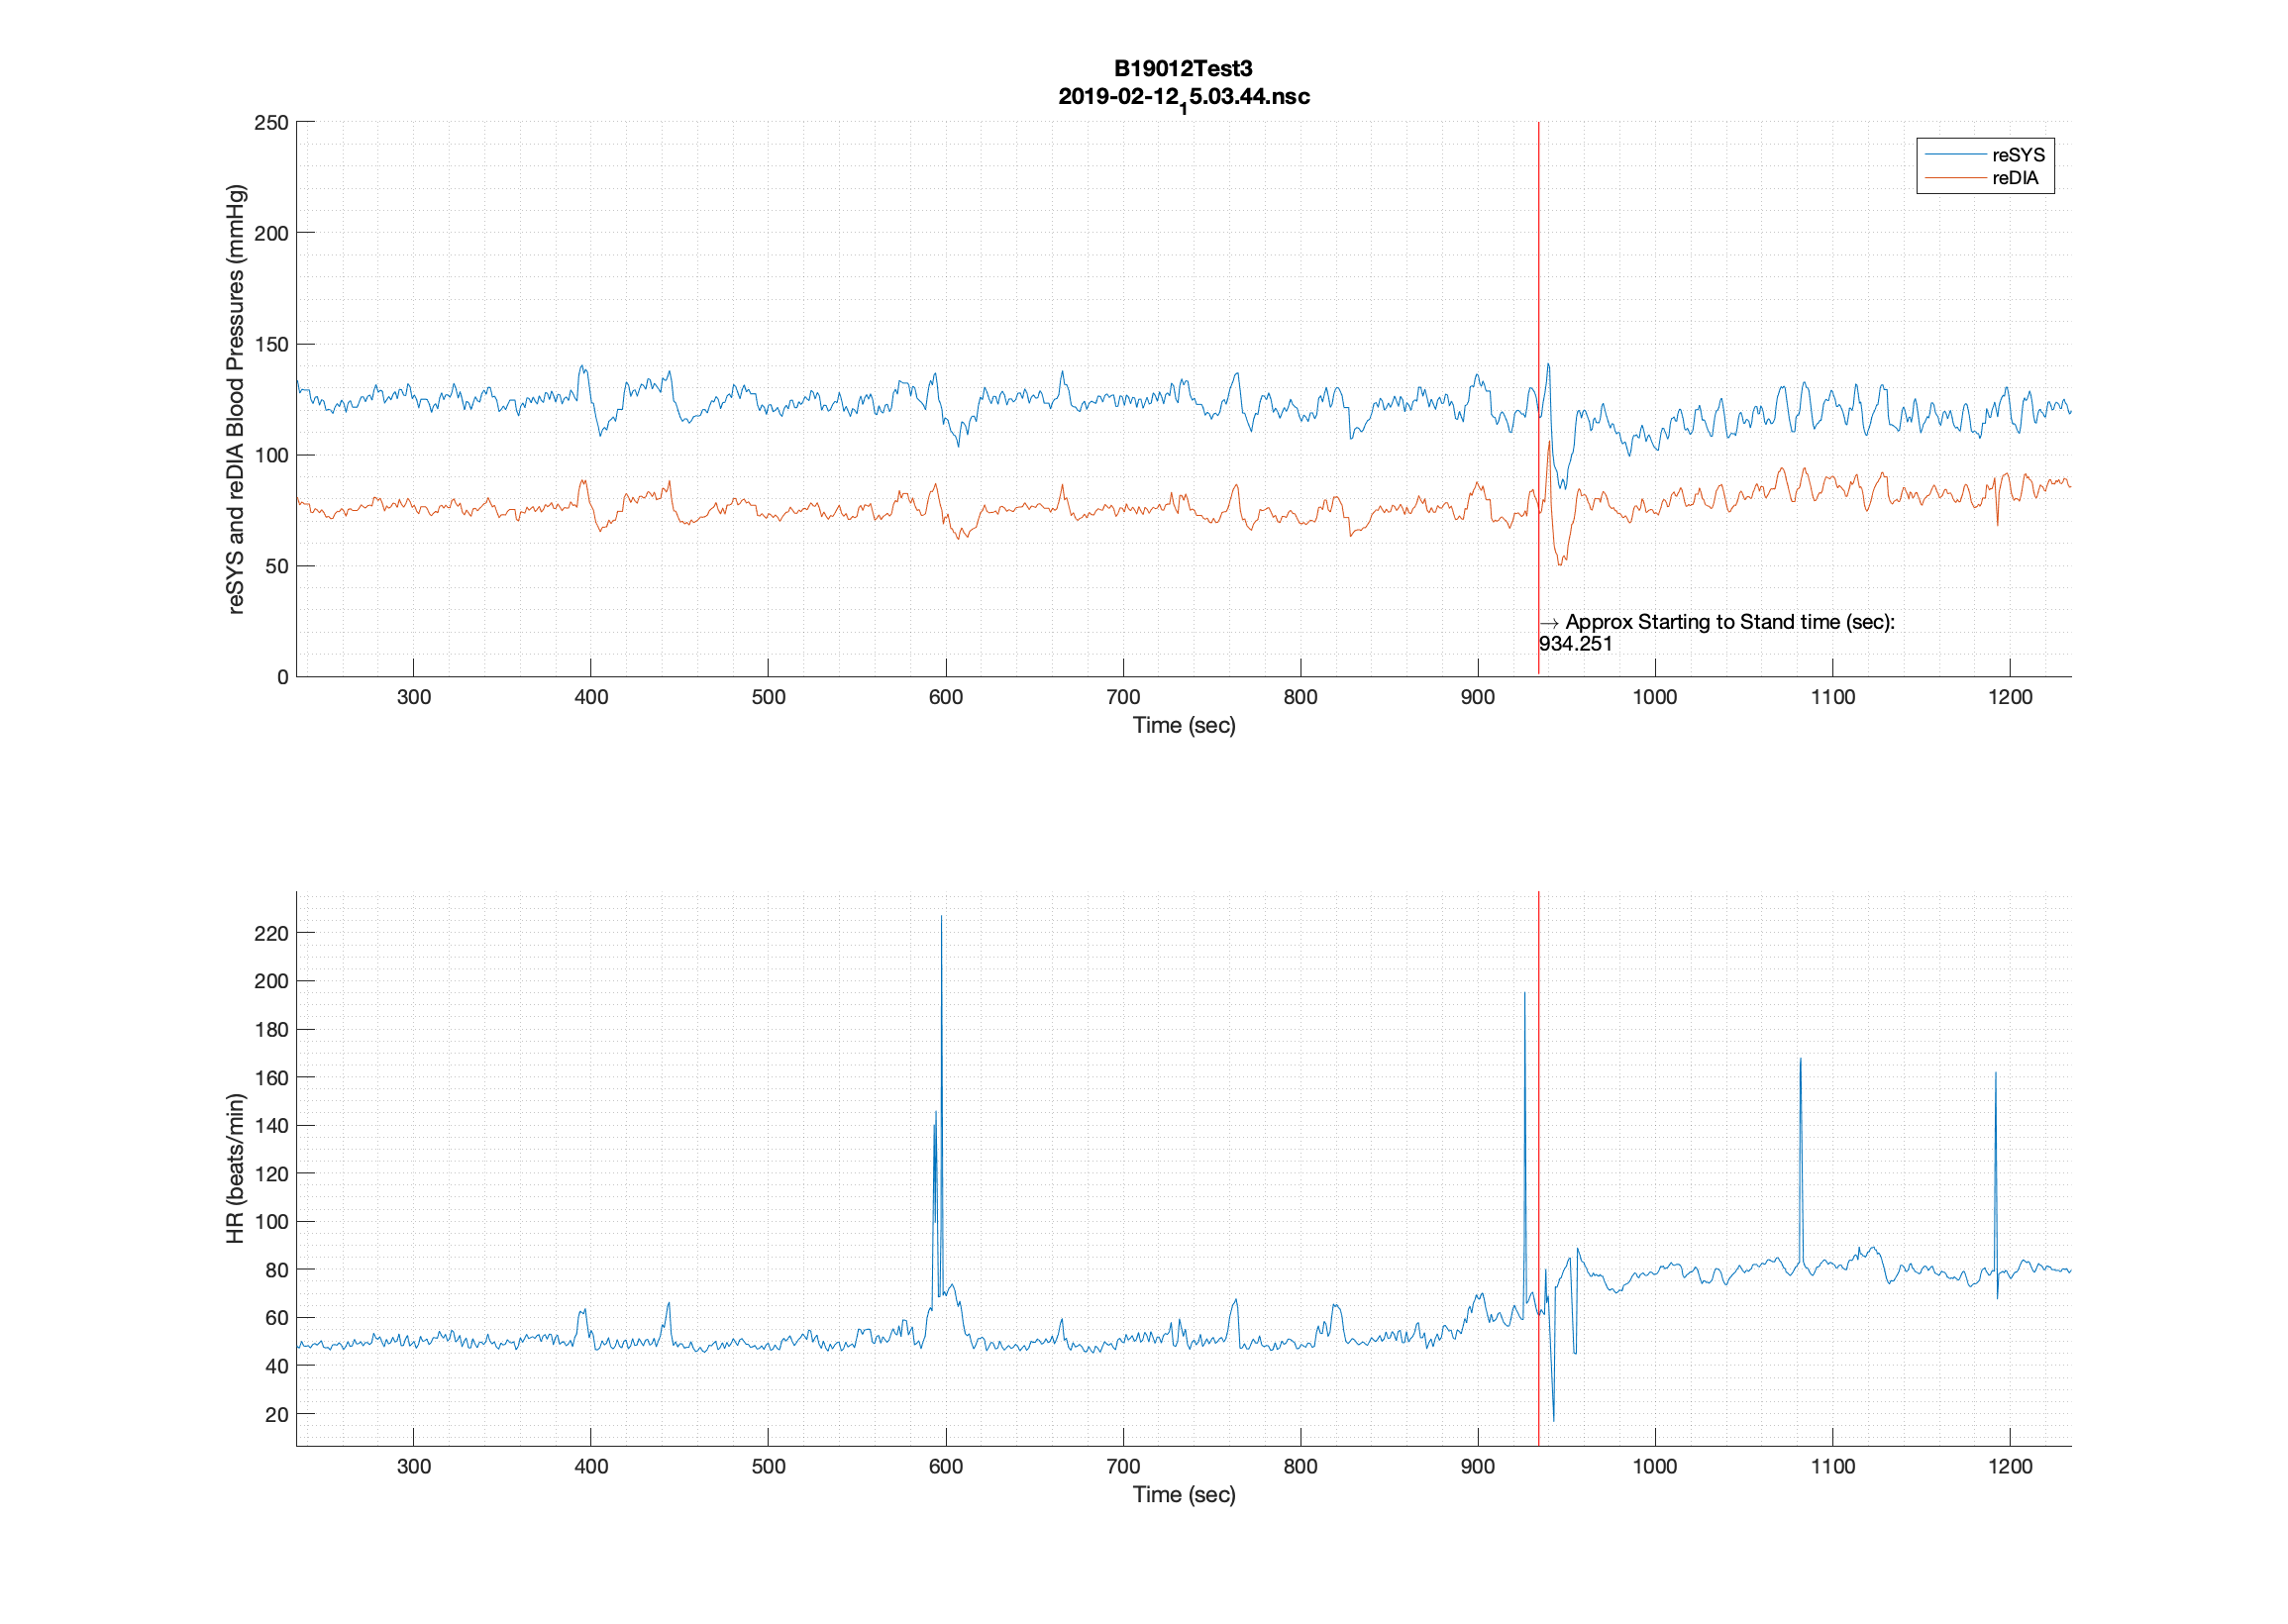 B19012Test3
2019-02-12₁5.03.44.nsc
250
200
150
100
50
0
reSYS and reDIA Blood Pressures (mmHg)
reSYS
reDIA
→ Approx Starting to Stand time (sec):
934.251
300 400 500 600 700 800 900 1000 1100 1200
Time (sec)
220
200
180
160
140
120
100
80
60
40
20
HR (beats/min)
300 400 500 600 700 800 900 1000 1100 1200
Time (sec)